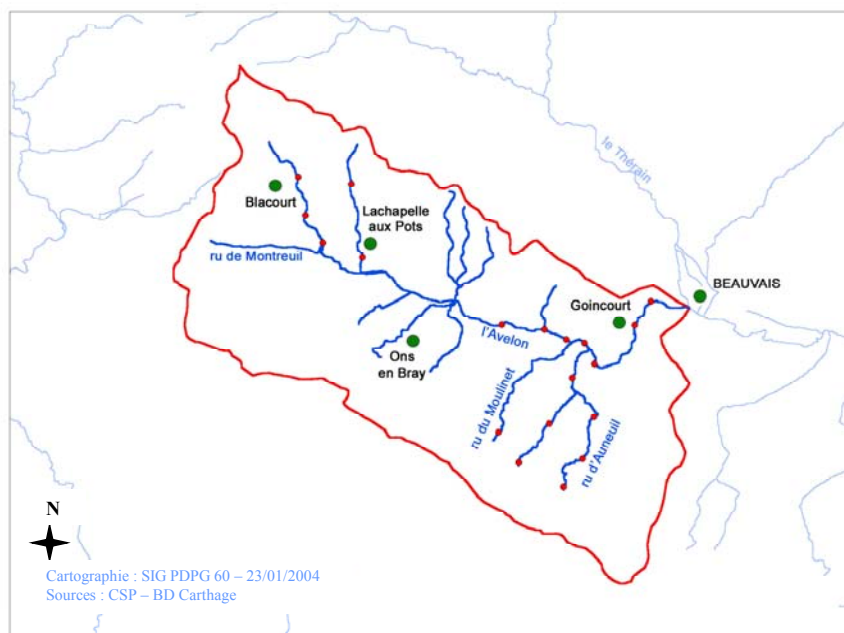 le Thérain
Blacourt
Lachapelle
aux Pots
ru de Montreuil
BEAUVAIS
Goincourt
l'Avelon
Ons
en Bray
ru du Moulinet
ru d'Auneuil
N
Cartographie : SIG PDPG 60 – 23/01/2004
Sources : CSP – BD Carthage